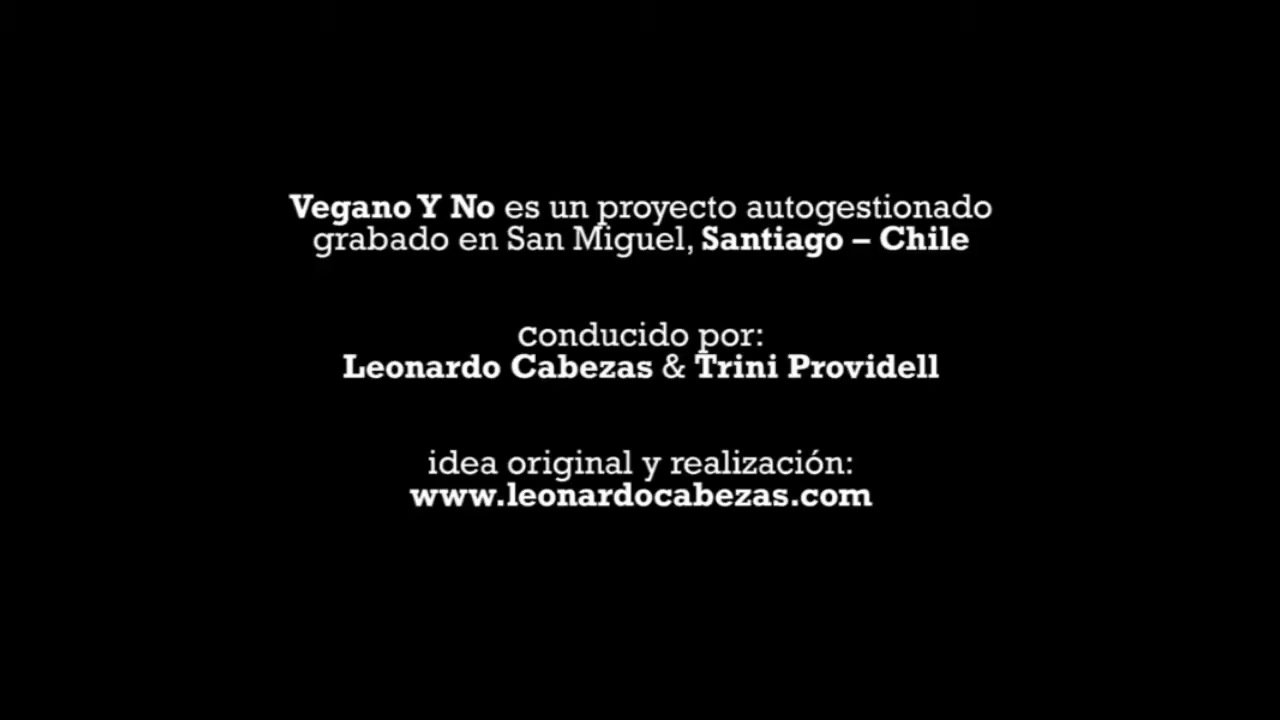 Vegano Y No es un proyecto autogestionado
grabado en San Miguel, Santiago – Chile
conducido por:
Leonardo Cabezas & Trini Providell
idea original y realización:
www.leonardocabezas.com